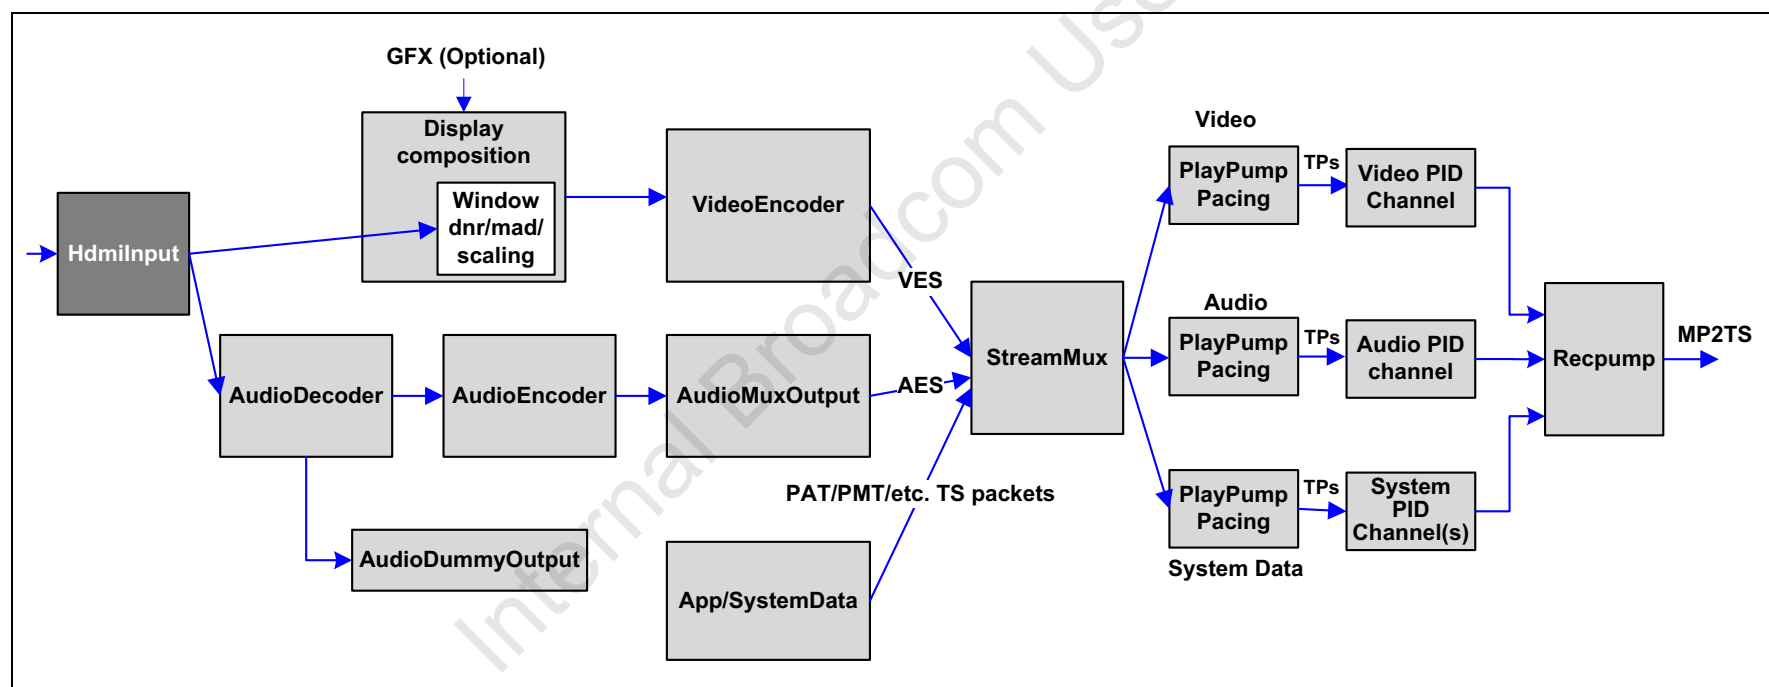 GFX (Optional)
Display
composition
Window
dnr/mad/
scaling
HdmiInput
VideoEncoder
VES
AudioDecoder
AudioEncoder
AudioMuxOutput
AES
AudioDummyOutput
PAT/PMT/etc. TS packets
App/SystemData
StreamMux
Video
PlayPump
Pacing
TPs
Video PID
Channel
Audio
PlayPump
Pacing
TPs
Audio PID
channel
PlayPump
Pacing
System Data
TPs
System
PID
Channel(s)
Recpump
MP2TS
Internal Broadcom Use